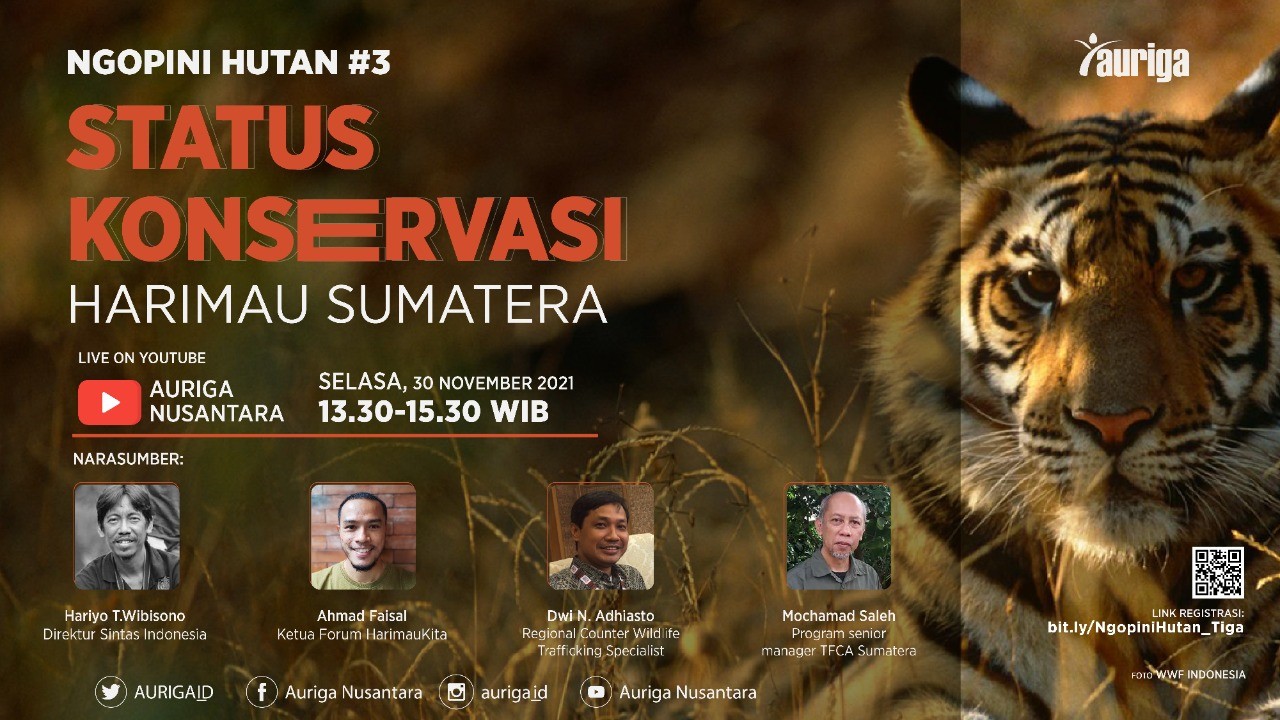 NGOPINI HUTAN #3
auriga
STATUS
KONSERVASI
HARIMAU SUMATERA
LIVE ON YOUTUBE
AURIGA
NUSANTARA
SELASA, 30 NOVEMBER 2021
13.30-15.30 WIB
NARASUMBER:
Hariyo T.Wibisono
Direktur Sintas Indonesia
Ahmad Faisal
Ketua Forum HarimauKita
Dwi N. Adhiasto
Regional Counter Wildlife
Trafficking Specialist
Mochamad Saleh
Program senior
manager TFCA Sumatera
LINK REGISTRASI:
bit.ly/NgopiniHutan_Tiga
FOTO WWF INDONESIA
AURIGA_ID
Auriga Nusantara
auriga_id
Auriga Nusantara